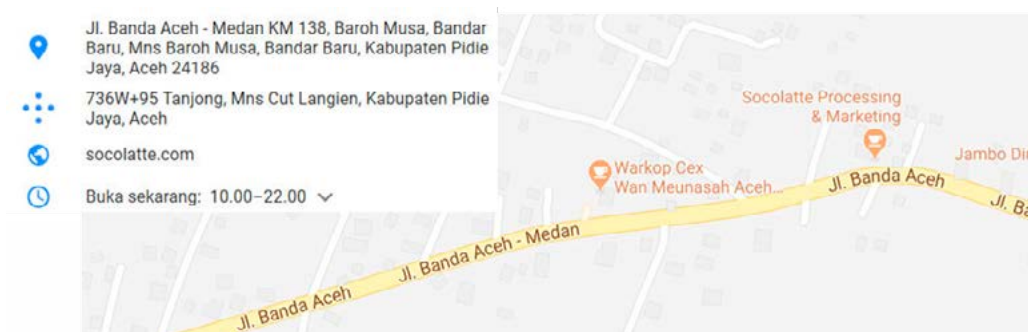 Jl. Banda Aceh - Medan KM 138, Baroh Musa, Bandar
Baru, Mns Baroh Musa, Bandar Baru, Kabupaten Pidie
Jaya, Aceh 24186
736W+95 Tanjong, Mns Cut Langien, Kabupaten Pidie
Jaya, Aceh
socolatte.com
Buka sekarang: 10.00–22.00
Socolatte Processing
& Marketing
Jambo Di
Warkop Cex
Wan Meunasah Aceh...
Jl. Banda Aceh
Jl. Ba
Jl. Banda Aceh - Medan
Jl. Banda Aceh